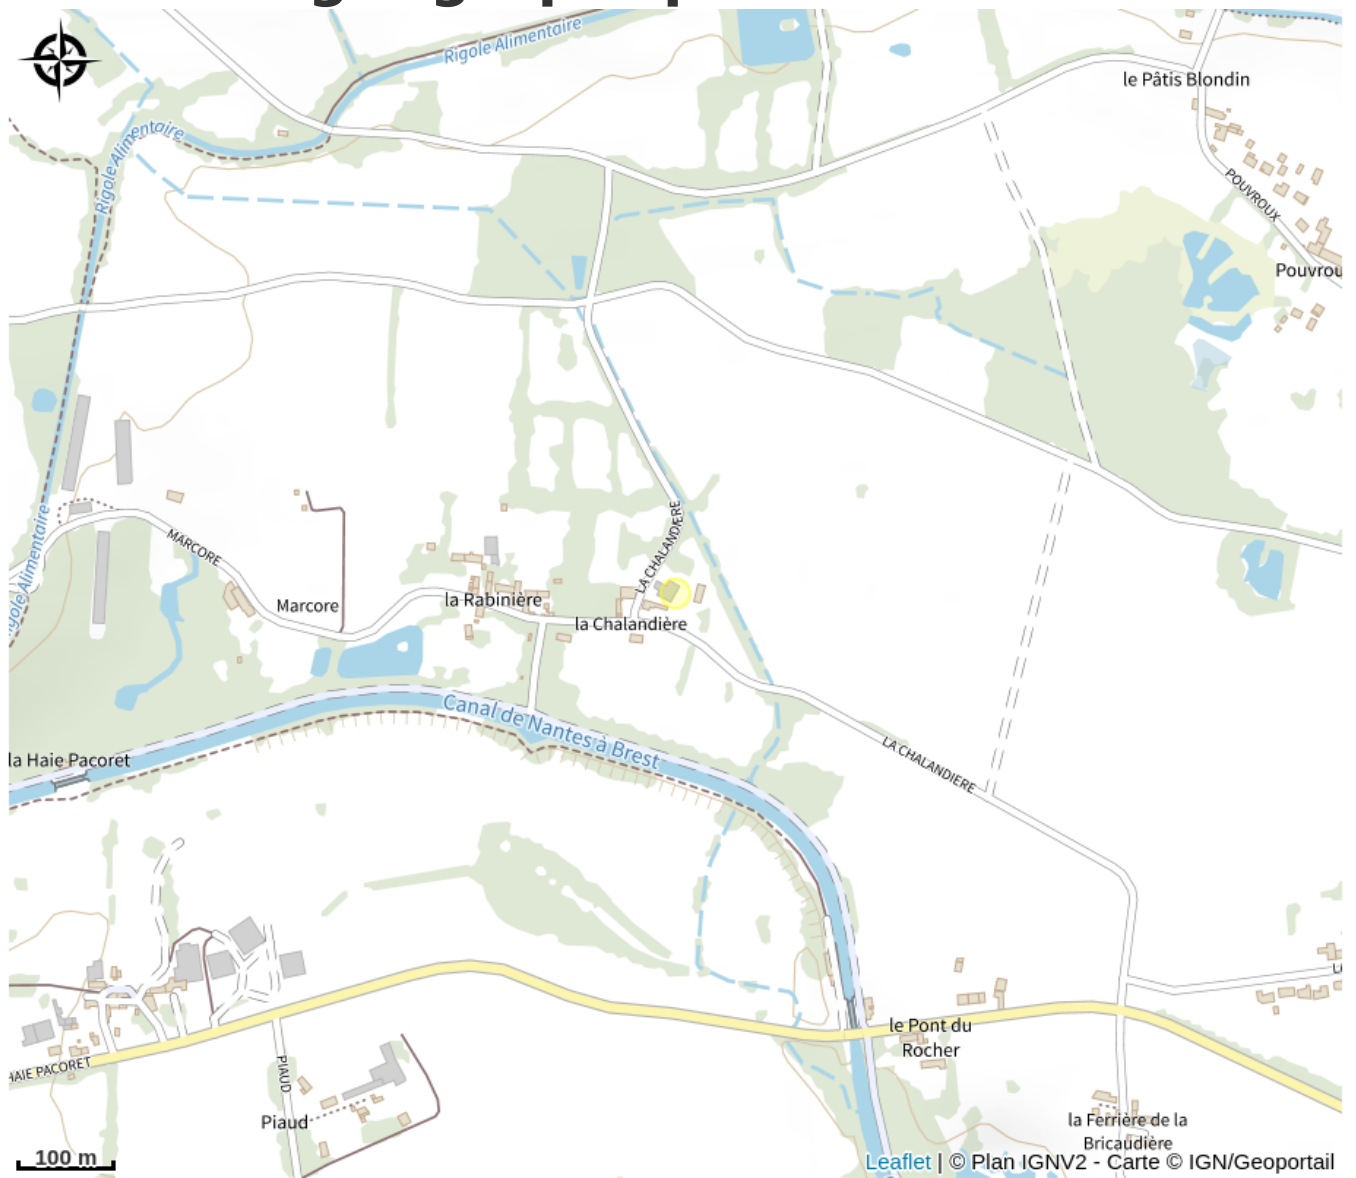 Rigole Alimentaire
le Pâtis Blondin
Rigole Alimentaire
POUVROUX
Pouvrou
LA CHALANDIERE
MARCORE
Rigole Alimentaire
la Rabinière
Marcore
la Chalandière
Canal de Nantes à Brest
LA CHALANDIERE
la Haie Pacoret
le Pont du
Rocher
HAIE PACORET
PIAUD
Piaud
la Ferrière de la
Bricaudière
100 m
Leaflet | © Plan IGNV2 - Carte © IGN/Geoportail